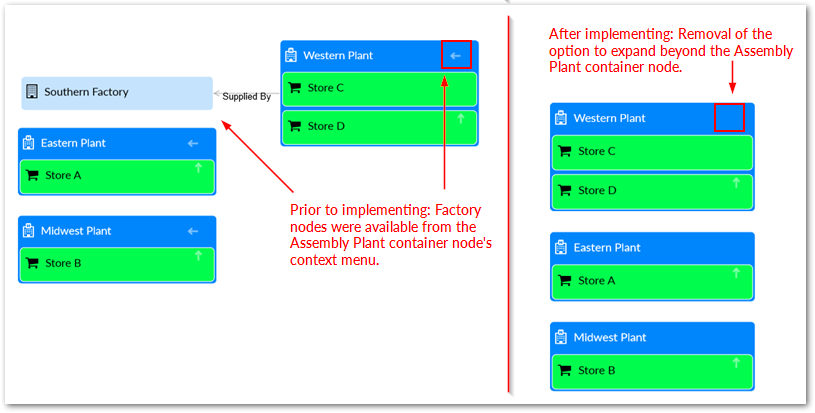 Western Plant
Store C
Store D
Southern Factory
Supplied By
Eastern Plant
Store A
Midwest Plant
Store B
Prior to implementing: Factory
nodes were available from the
Assembly Plant container node's
context menu.
After implementing: Removal of the
option to expand beyond the Assembly
Plant container node.
Western Plant
Store C
Store D
Eastern Plant
Store A
Midwest Plant
Store B